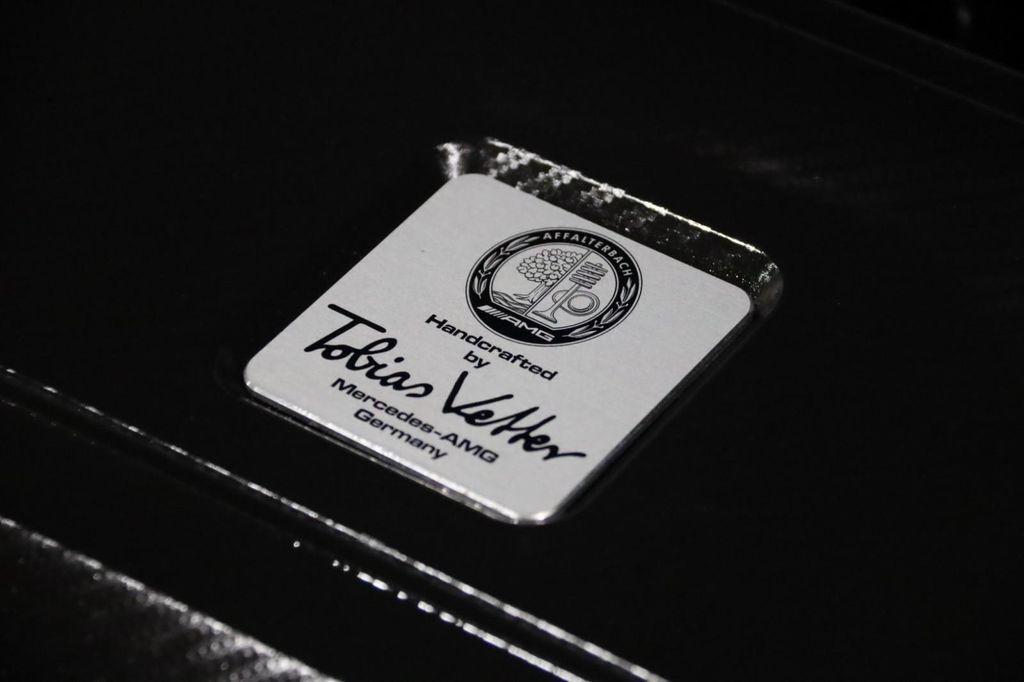 AFFALTERBACH
AMG
Handcrafted
by
Tobias Vetter
Mercedes-AMG
Germany